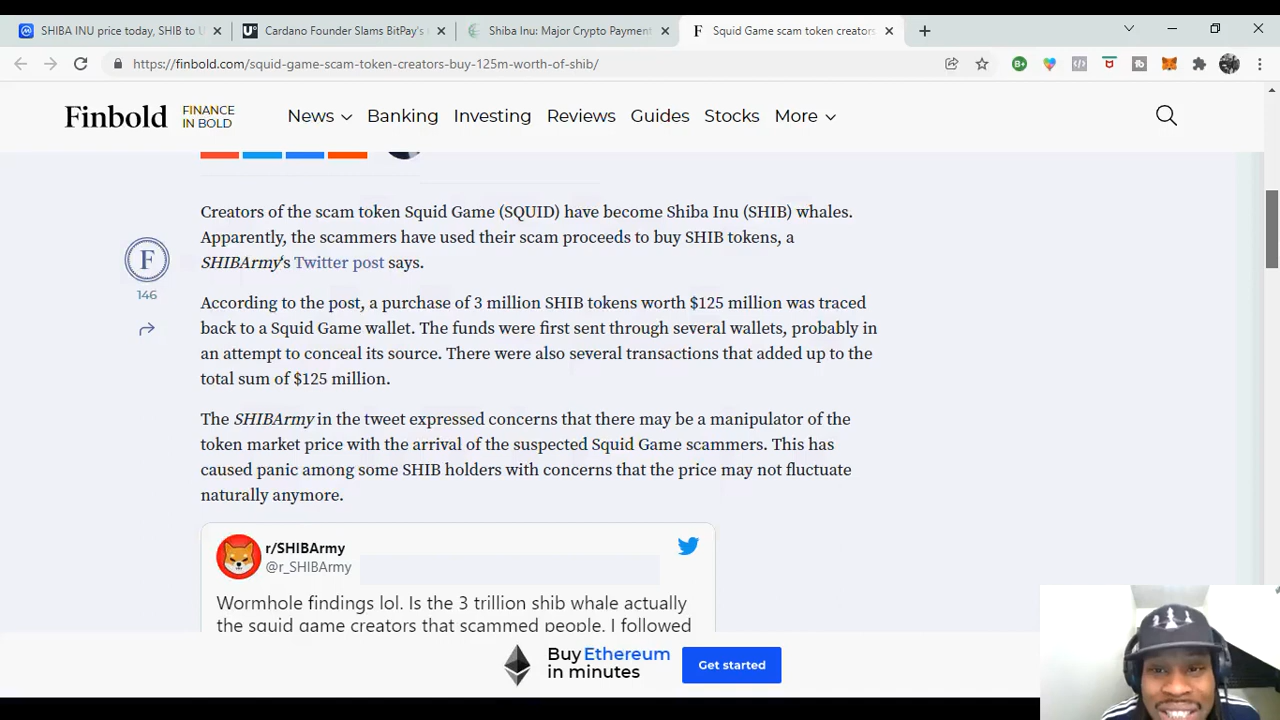 SHIBA INU price today, SHIB to U
Cardano Founder Slams BitPay's
Shiba Inu: Major Crypto Payment
F Squid Game scam token creators
https://finbold.com/squid-game-scam-token-creators-buy-125m-worth-of-shib/
Finbold
FINANCE
IN BOLD
News Banking Investing Reviews Guides Stocks More
Creators of the scam token Squid Game (SQUID) have become Shiba Inu (SHIB) whales.
Apparently, the scammers have used their scam proceeds to buy SHIB tokens, a
SHIBArmy's Twitter post says.
F
146
According to the post, a purchase of 3 million SHIB tokens worth $125 million was traced
back to a Squid Game wallet. The funds were first sent through several wallets, probably in
an attempt to conceal its source. There were also several transactions that added up to the
total sum of $125 million.
The SHIBArmy in the tweet expressed concerns that there may be a manipulator of the
token market price with the arrival of the suspected Squid Game scammers. This has
caused panic among some SHIB holders with concerns that the price may not fluctuate
naturally anymore.
r/SHIBArmy
@r_SHIBArmy
Wormhole findings lol. Is the 3 trillion shib whale actually
the squid game creators that scammed people. I followed
Buy Ethereum
in minutes
Get started